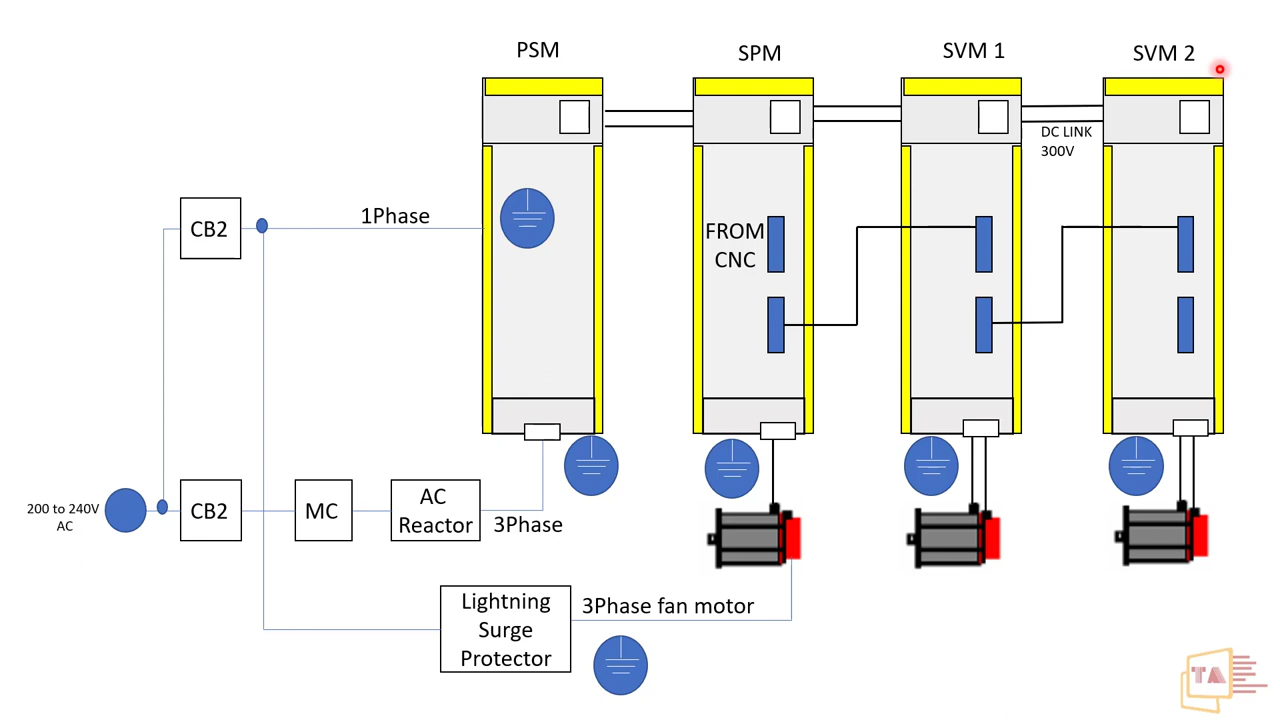 PSM
SPM
SVM 1
SVM 2
DC LINK
300V
CB2
1Phase
FROM
CNC
200 to 240V
AC
CB2
MC
AC
Reactor
3Phase
Lightning
Surge
Protector
3Phase fan motor
TA